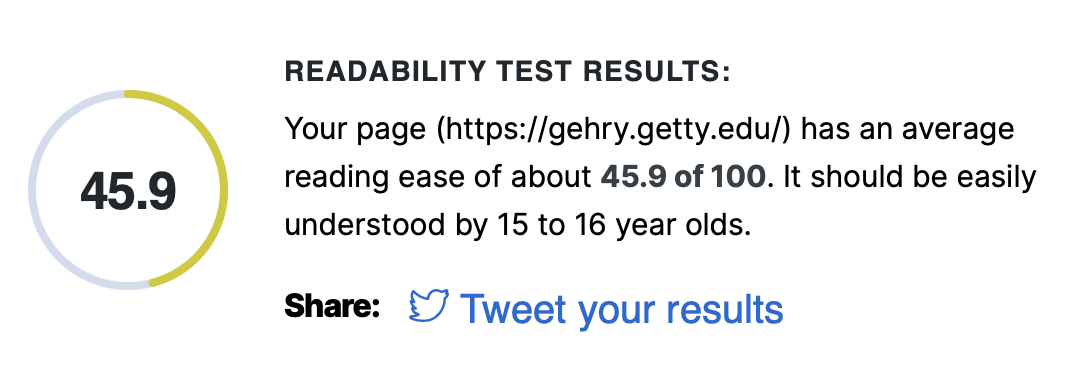 READABILITY TEST RESULTS:
Your page (https://gehry.getty.edu/) has an average
reading ease of about 45.9 of 100. It should be easily
understood by 15 to 16 year olds.
45.9
Share: Tweet your results